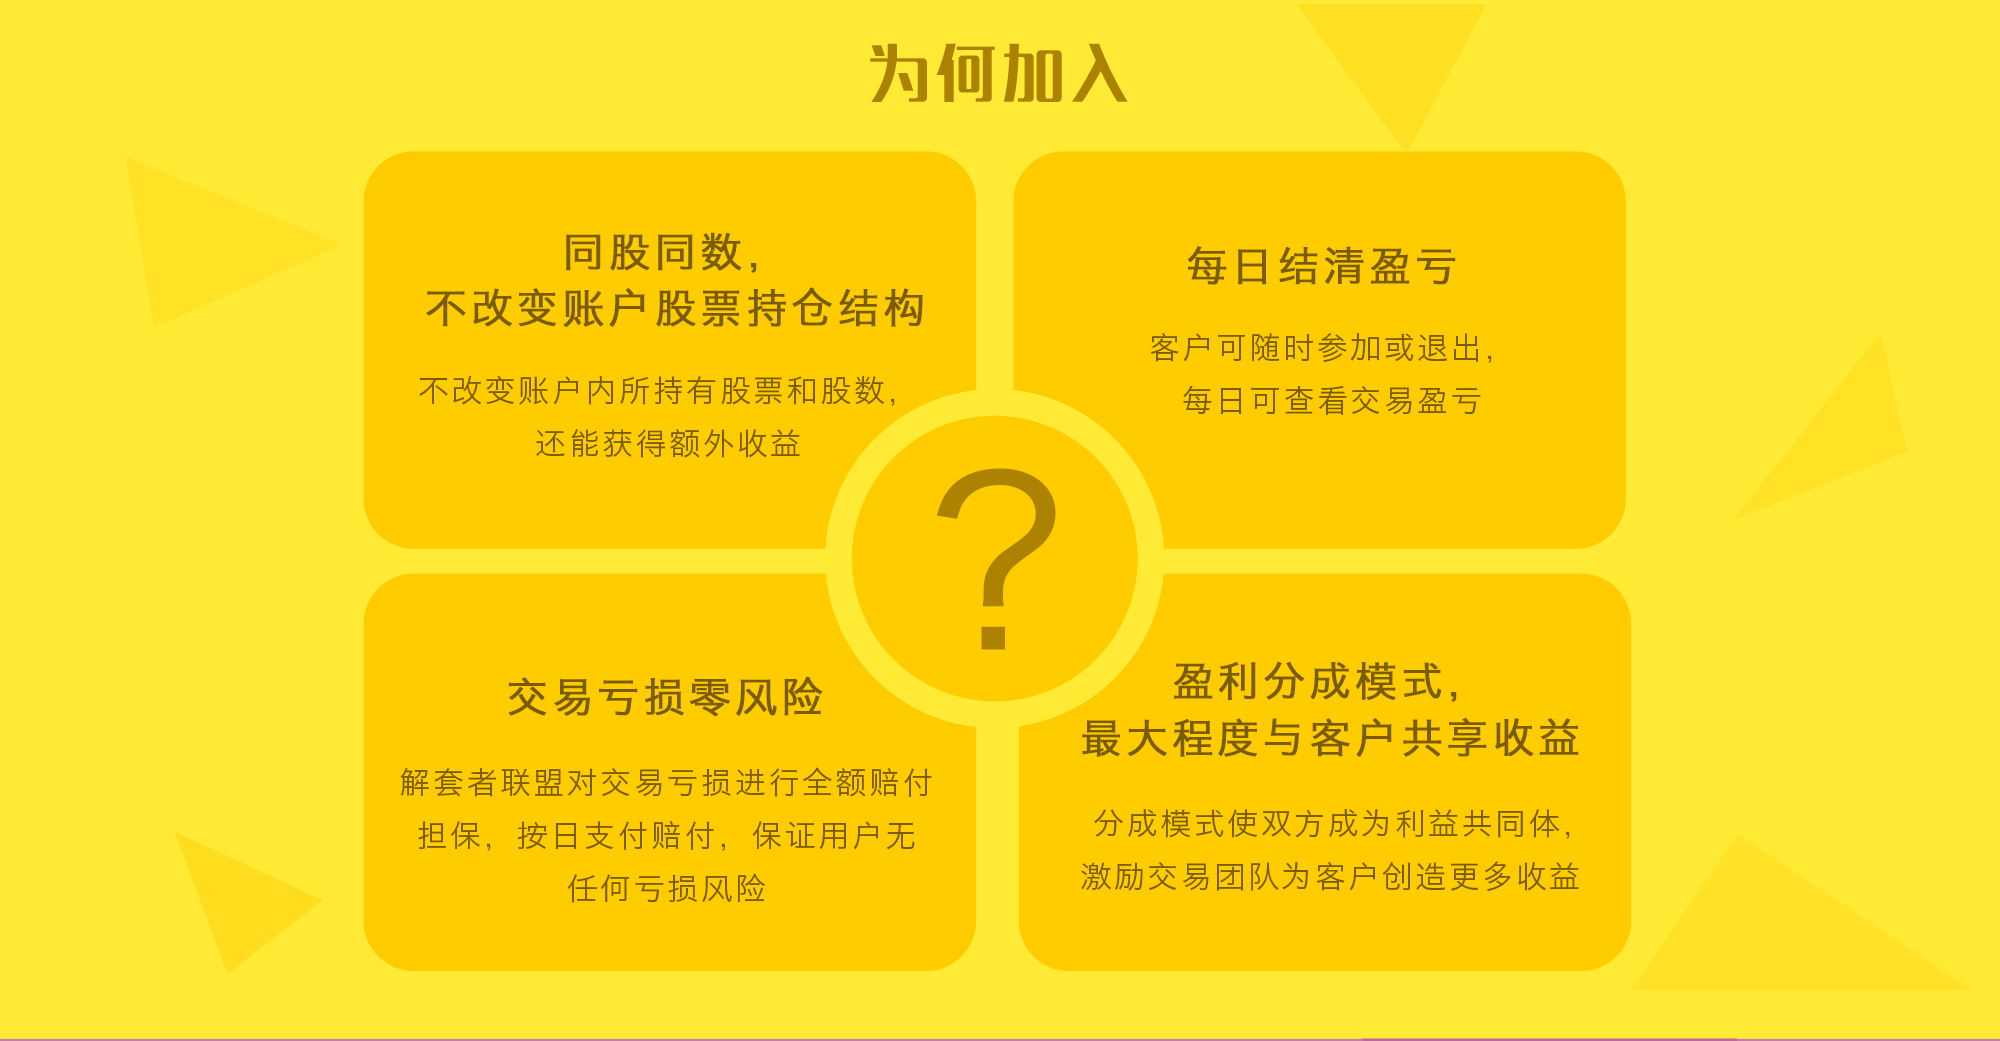 为何加入
同股同数，
不改变账户股票持仓结构
不改变账户内所持有股票和股数，
还能获得额外收益
每日结清盈亏
客户可随时参加或退出，
每日可查看交易盈亏
?
交易亏损零风险
解套者联盟对交易亏损进行全额赔付
担保，按日支付赔付，保证用户无
任何亏损风险
盈利分成模式，
最大程度与客户共享收益
分成模式使双方成为利益共同体，
激励交易团队为客户创造更多收益